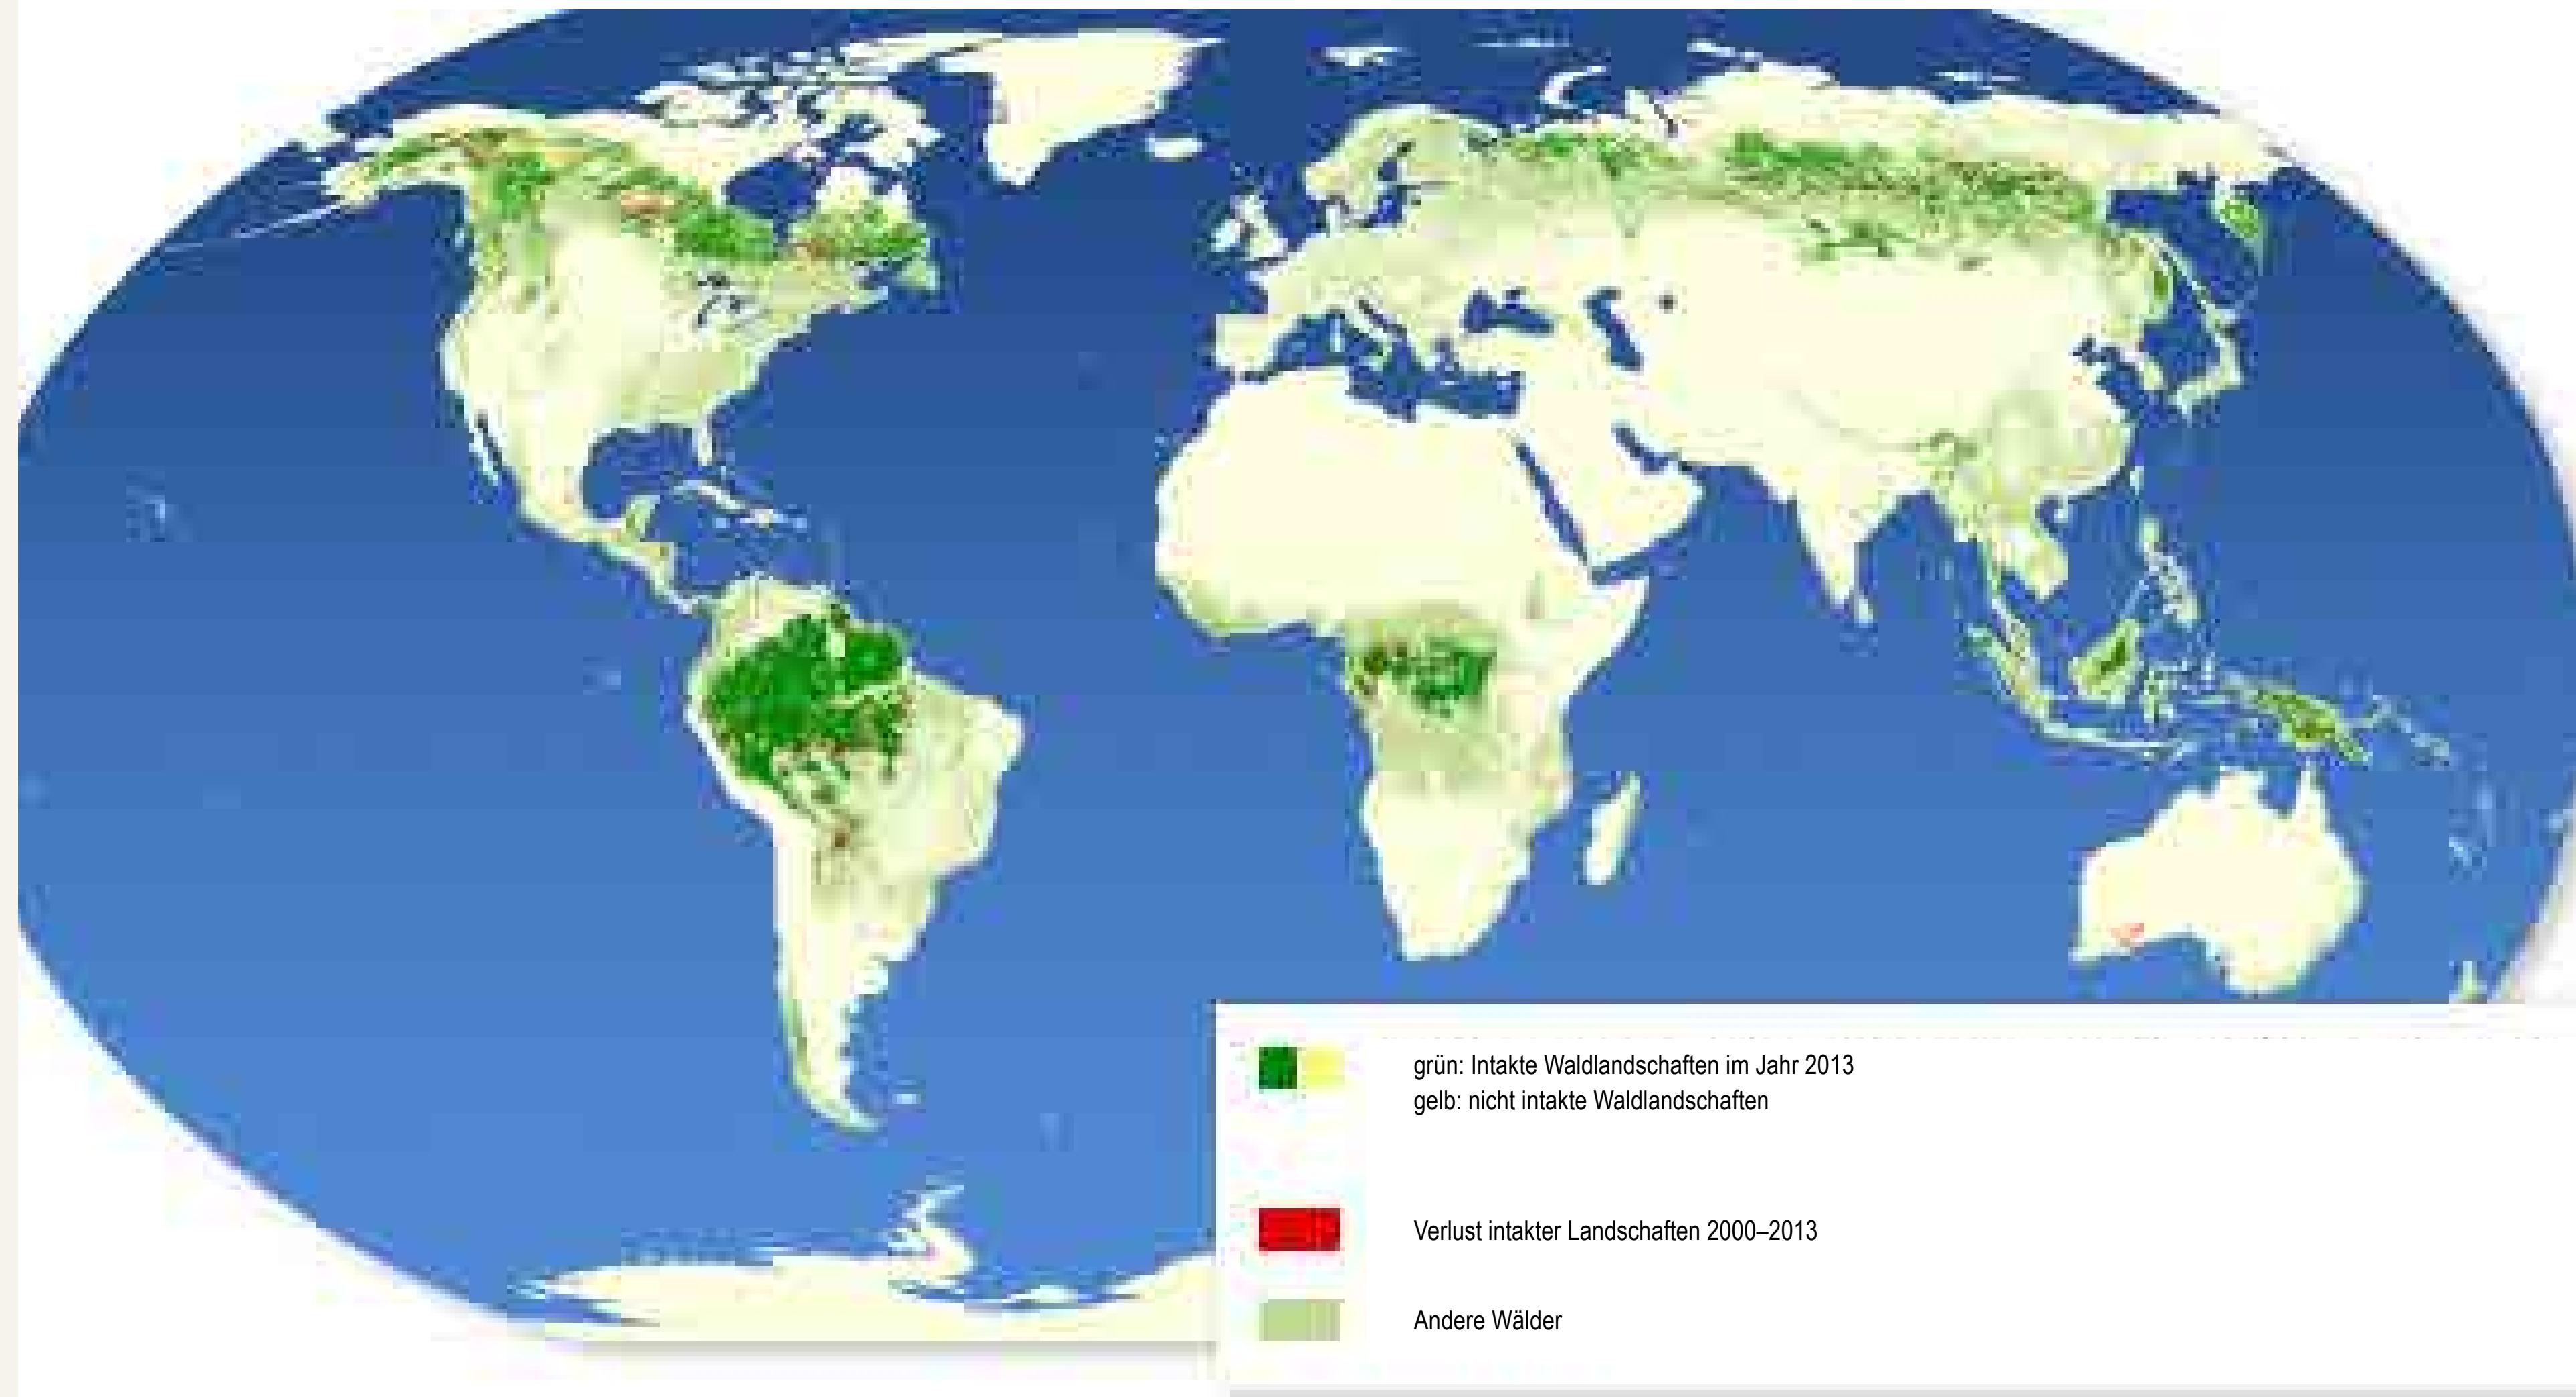 grün: Intakte Waldlandschaften im Jahr 2013
gelb: nicht intakte Waldlandschaften
Verlust intakter Landschaften 2000–2013
Andere Wälder